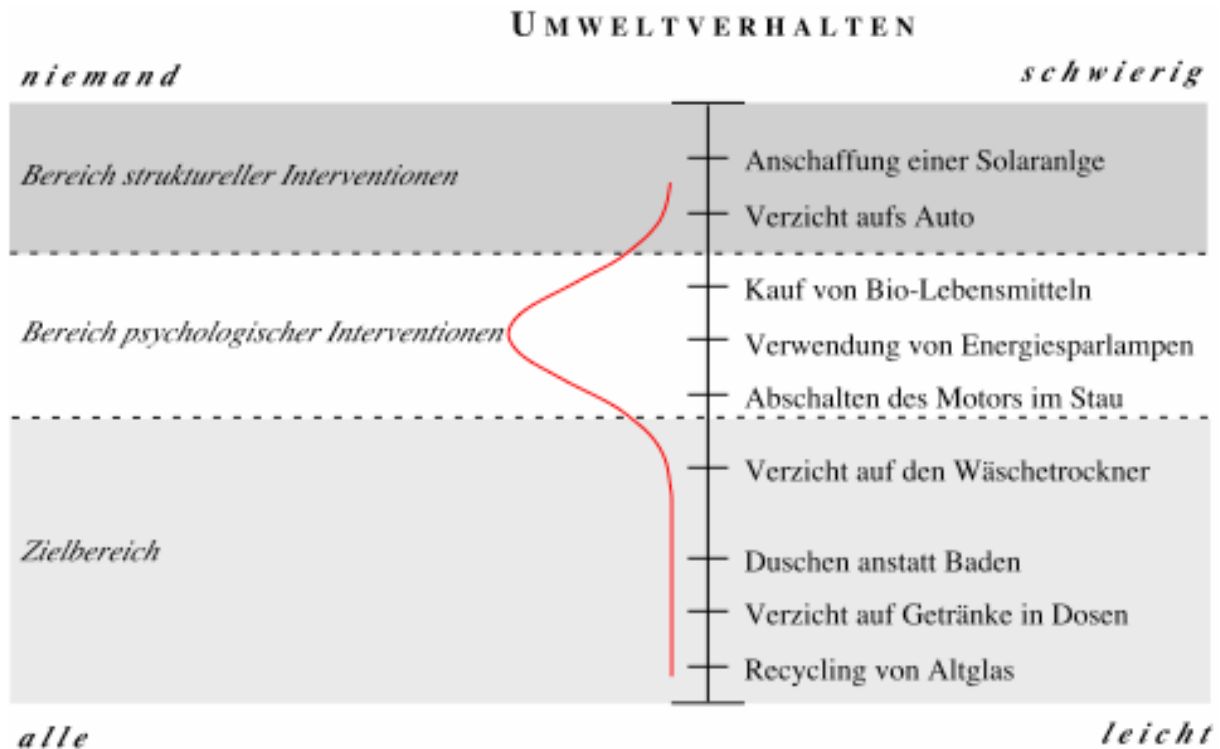 UMWELTVERHALTEN
niemand schwierig
Bereich struktureller Interventionen
Anschaffung einer Solaranlge
Verzicht aufs Auto
Kauf von Bio-Lebensmitteln
Bereich psychologischer Interventionen
Verwendung von Energiesparlampen
Abschalten des Motors im Stau
Verzicht auf den Wäschetrockner
Zielbereich
Duschen anstatt Baden
Verzicht auf Getränke in Dosen
Recycling von Altglas
alle leicht